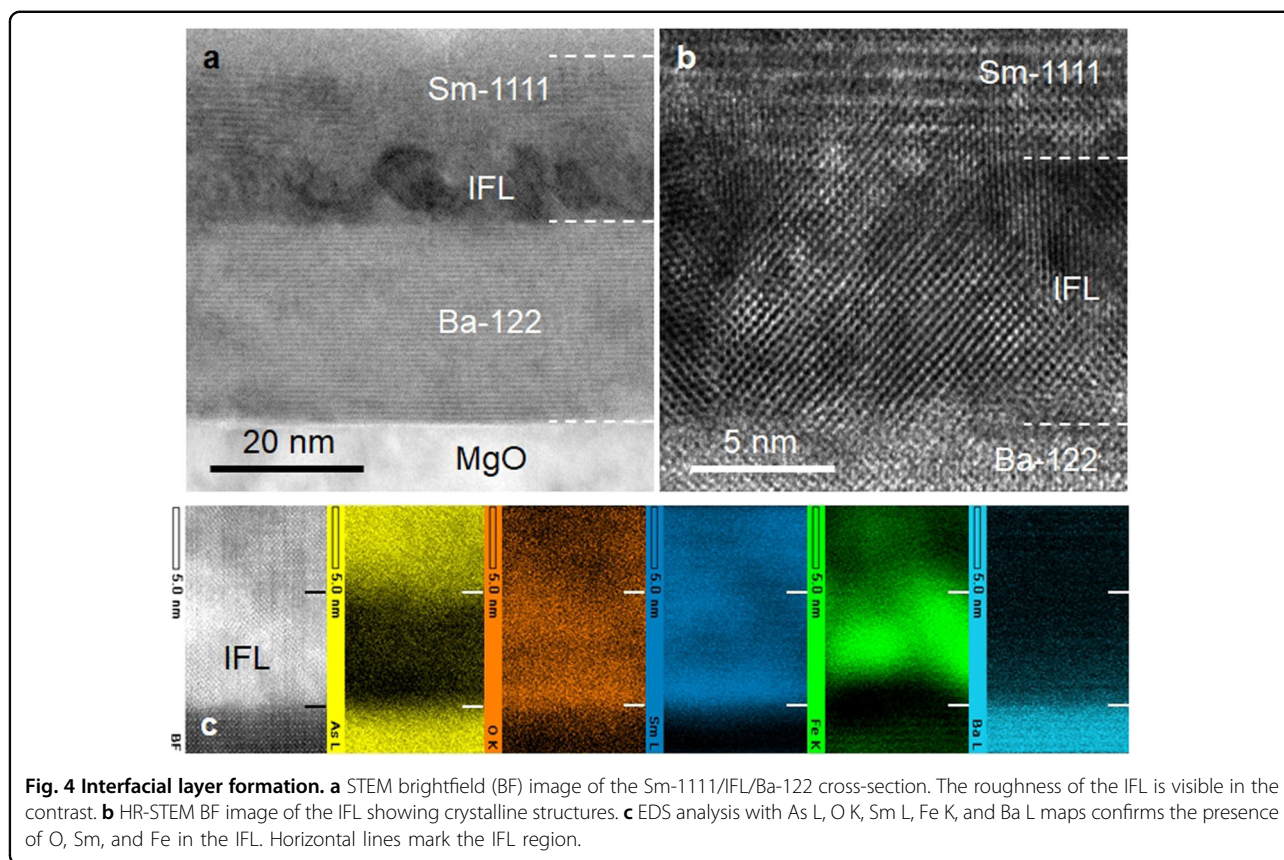 a
Sm-1111
IFL
Ba-122
20 nm
MgO
b
Sm-1111
IFL
5 nm
Ba-122
IFL
c
5.0 nm
BF
5.0 nm
As L
5.0 nm
O K
5.0 nm
Sm L
5.0 nm
Fe K
5.0 nm
Ba L
Fig. 4 Interfacial layer formation. a STEM brightfield (BF) image of the Sm-1111/IFL/Ba-122 cross-section. The roughness of the IFL is visible in the
contrast. b HR-STEM BF image of the IFL showing crystalline structures. c EDS analysis with As L, O K, Sm L, Fe K, and Ba L maps confirms the presence
of O, Sm, and Fe in the IFL. Horizontal lines mark the IFL region.